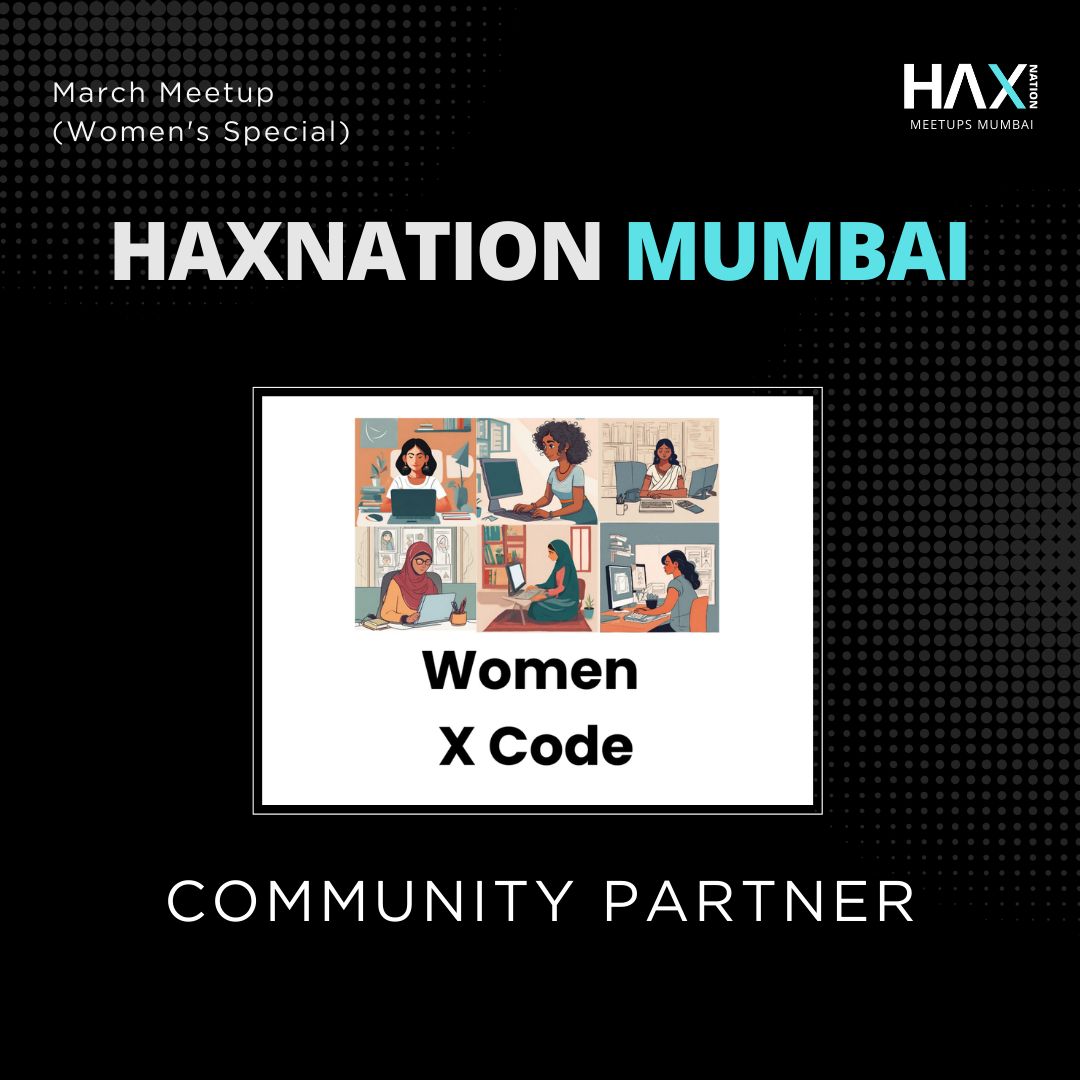 March Meetup
(Women's Special)
HAX
NATION
MEETUPS MUMBAI
HAXNATION MUMBAI
Women
X Code
COMMUNITY PARTNER